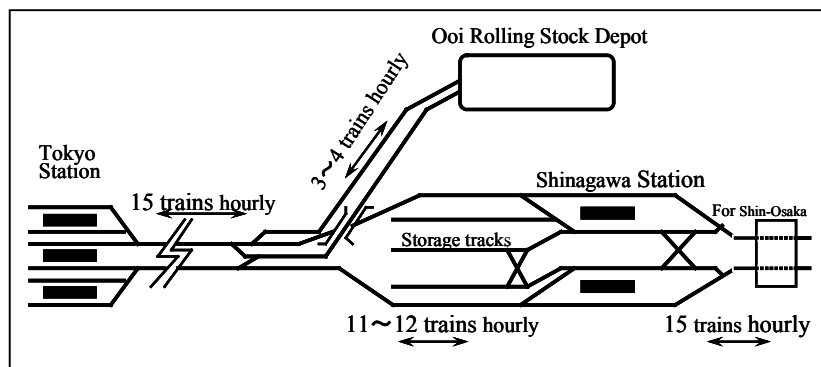 Ooi Rolling Stock Depot
3～4 trains hourly
Tokyo
Station
15 trains hourly
Shinagawa Station
For Shin-Osaka
Storage tracks
11～12 trains hourly
15 trains hourly